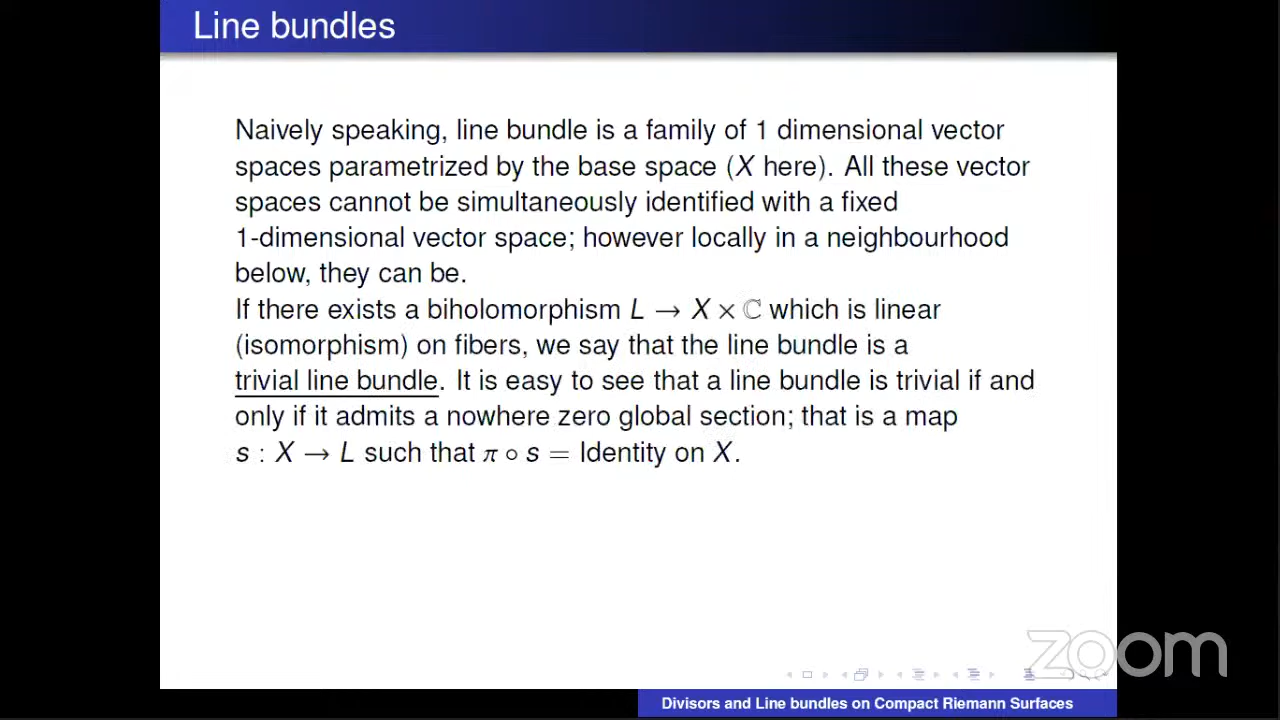 Line bundles
Naively speaking, line bundle is a family of 1 dimensional vector
spaces parametrized by the base space (X here). All these vector
spaces cannot be simultaneously identified with a fixed
1-dimensional vector space; however locally in a neighbourhood
below, they can be.
If there exists a biholomorphism L → X × ℂ which is linear
(isomorphism) on fibers, we say that the line bundle is a
trivial line bundle. It is easy to see that a line bundle is trivial if and
only if it admits a nowhere zero global section; that is a map
s : X → L such that π ∘ s = Identity on X.
zoom
Divisors and Line bundles on Compact Riemann Surfaces